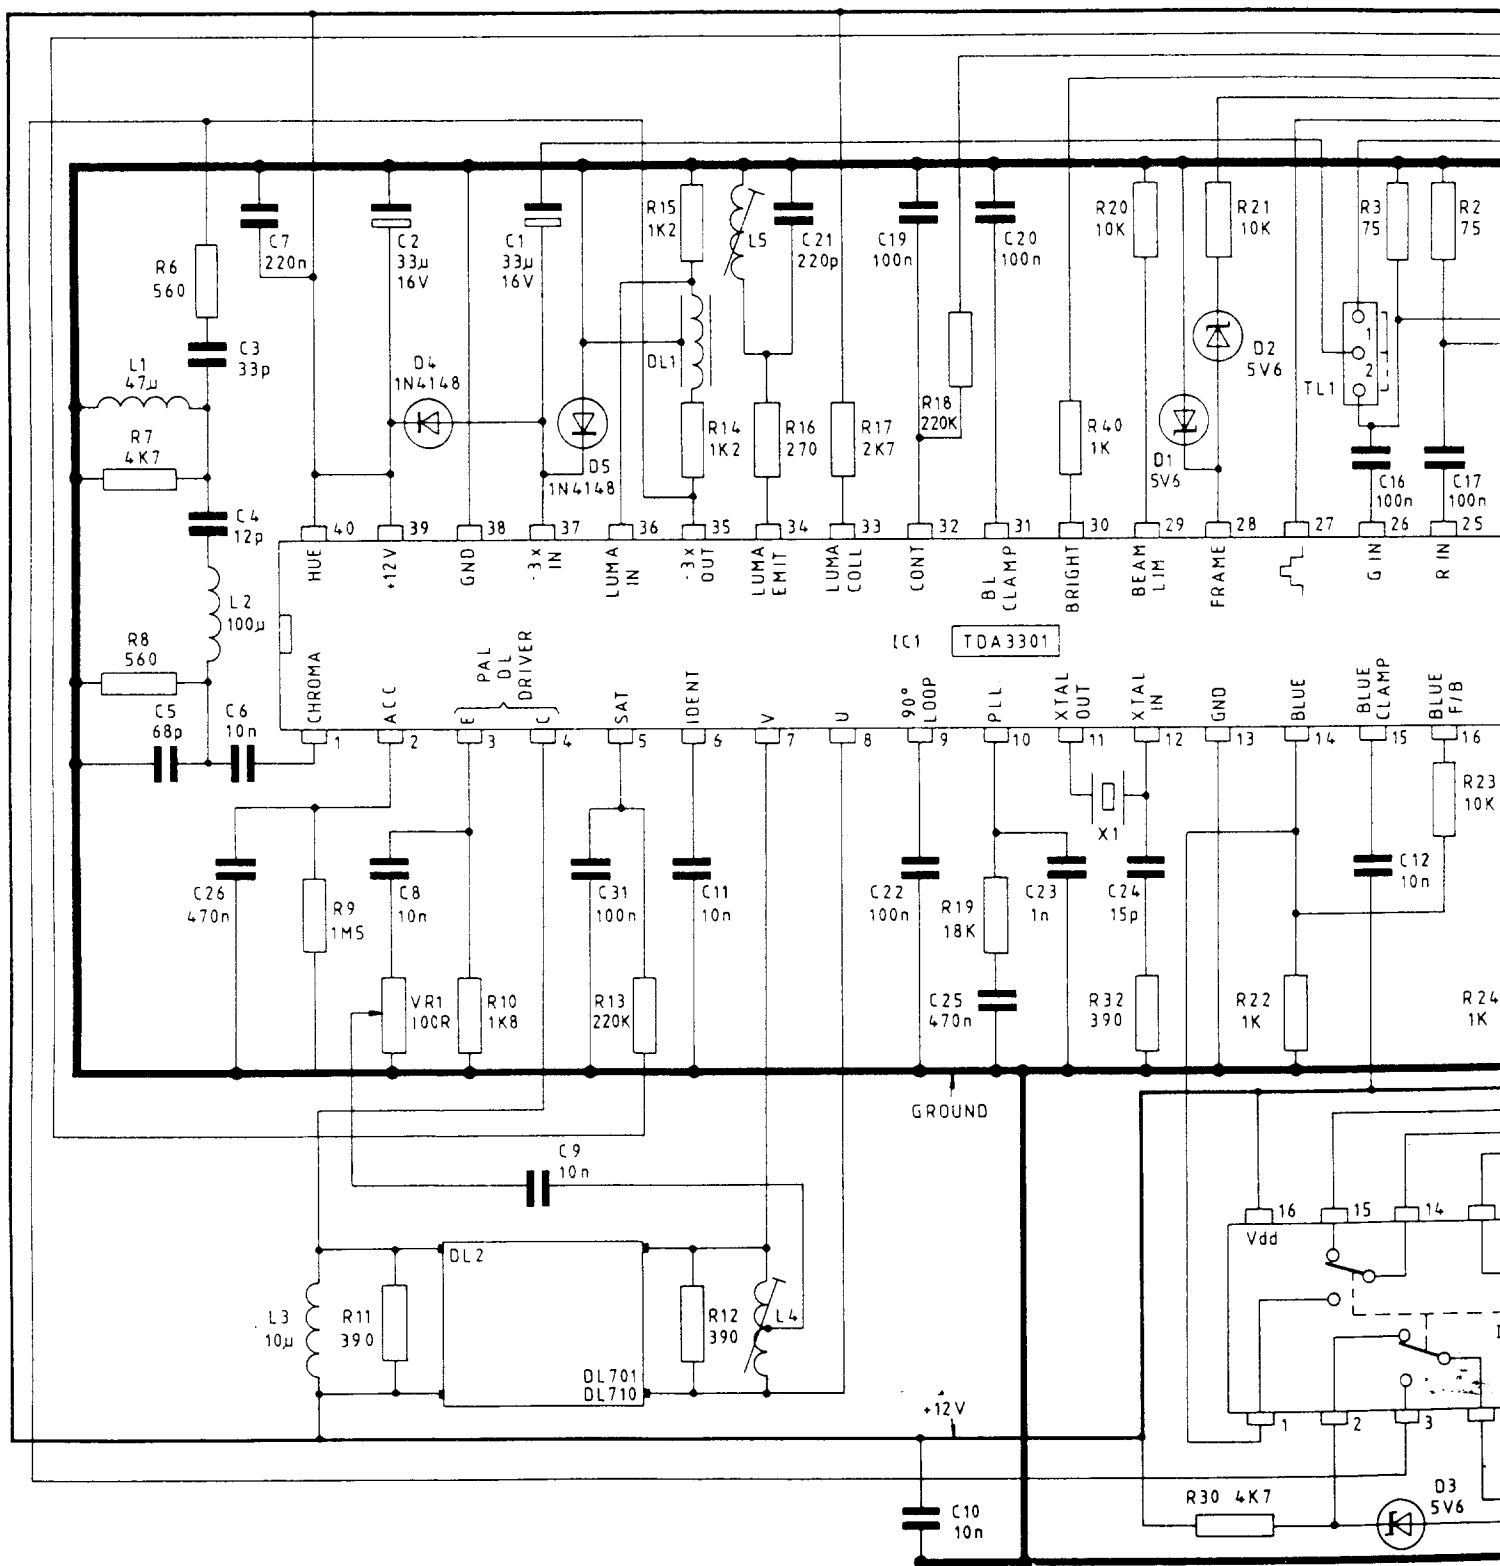 C7
220n
C2
33µ
16V
C1
33µ
16V
R15
1K2
L5
C21
220p
C19
100n
C20
100n
R20
10K
R21
10K
R3
75
R2
75
R6
560
C3
33p
L1
47µ
D4
1N4148
DL1
R18
220K
D2
5V6
1
2
TL1
R7
4K7
D5
1N4148
R14
1K2
R16
270
R17
2K7
R40
1K
D1
5V6
C16
100n
C17
100n
C4
12p
40
39
38
37
36
35
34
33
32
31
30
29
28
27
26
25
HUE
+12V
GND
-3x
IN
LUMA
IN
-3x
OUT
LUMA
EMIT
LUMA
COLL
CONT
BL
CLAMP
BRIGHT
BEAM
LIM
FRAME
G IN
R IN
L2
100µ
R8
560
IC1
TDA3301
CHROMA
ACC
PAL
DL
DRIVER
E
C
SAT
IDENT
V
U
90°
LOOP
PLL
XTAL
OUT
XTAL
IN
GND
BLUE
BLUE
CLAMP
BLUE
F/B
1
2
3
4
5
6
7
8
9
10
11
12
13
14
15
16
C5
68p
C6
10n
X1
R23
10K
C26
470n
R9
1M5
C8
10n
C31
100n
C11
10n
C22
100n
R19
18K
C23
1n
C24
15p
C12
10n
VR1
100R
R10
1K8
R13
220K
C25
470n
R32
390
R22
1K
R24
1K
GROUND
C9
10n
16
15
14
Vdd
DL2
L3
10µ
R11
390
R12
390
L4
DL701
DL710
+12V
1
2
3
C10
10n
R30 4K7
D3
5V6